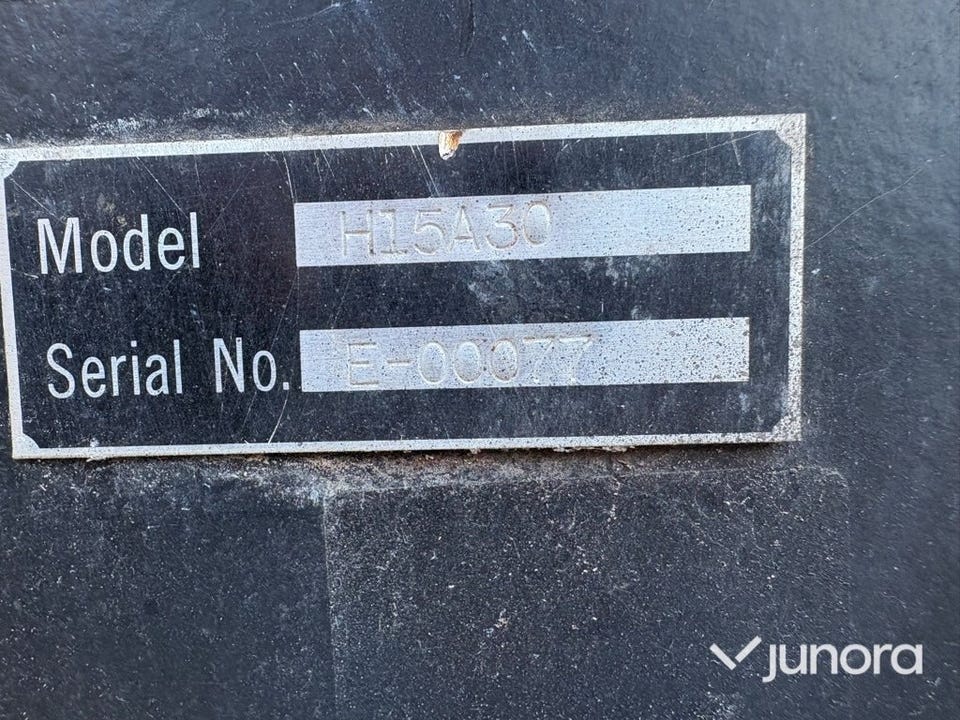 Model H15A30
Serial No. E-00077
junora